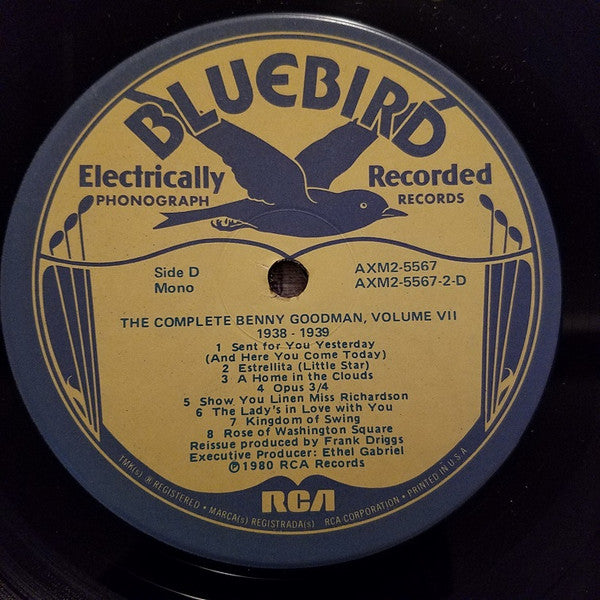 BLUEBIRD
Electrically Recorded
PHONOGRAPH RECORDS
Side D AXM2-5567
Mono AXM2-5567-2-D
THE COMPLETE BENNY GOODMAN, VOLUME VII
1938 - 1939
1 Sent for You Yesterday
(And Here You Come Today)
2 Estrellita (Little Star)
3 A Home in the Clouds
4 Opus 3/4
5 Show You Linen Miss Richardson
6 The Lady's in Love with You
7 Kingdom of Swing
8 Rose of Washington Square
Reissue produced by Frank Driggs
Executive Producer: Ethel Gabriel
℗1980 RCA Records
RCA
TMK(s) ® REGISTERED • MARCA(s) REGISTRADA(s) RCA CORPORATION • PRINTED IN U.S.A